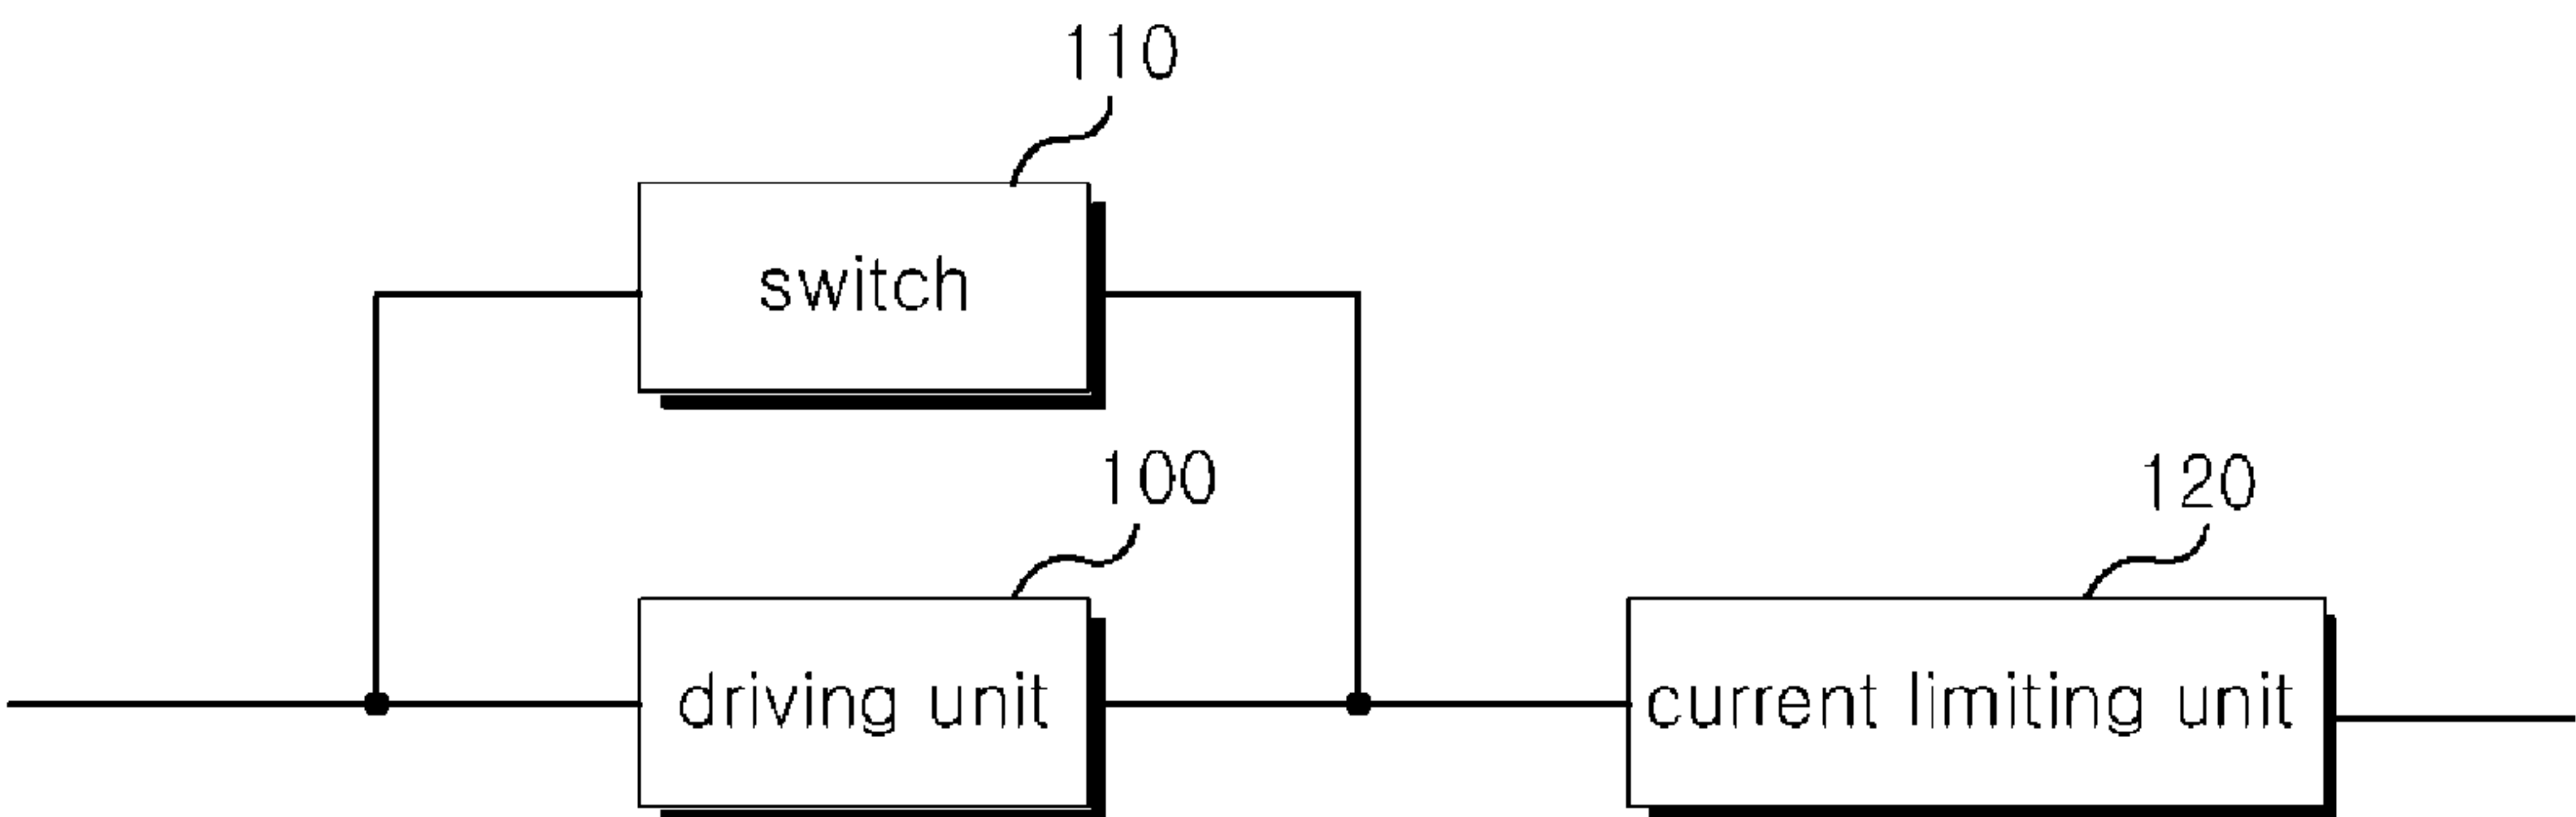 110
switch
100
120
driving unit
current limiting unit